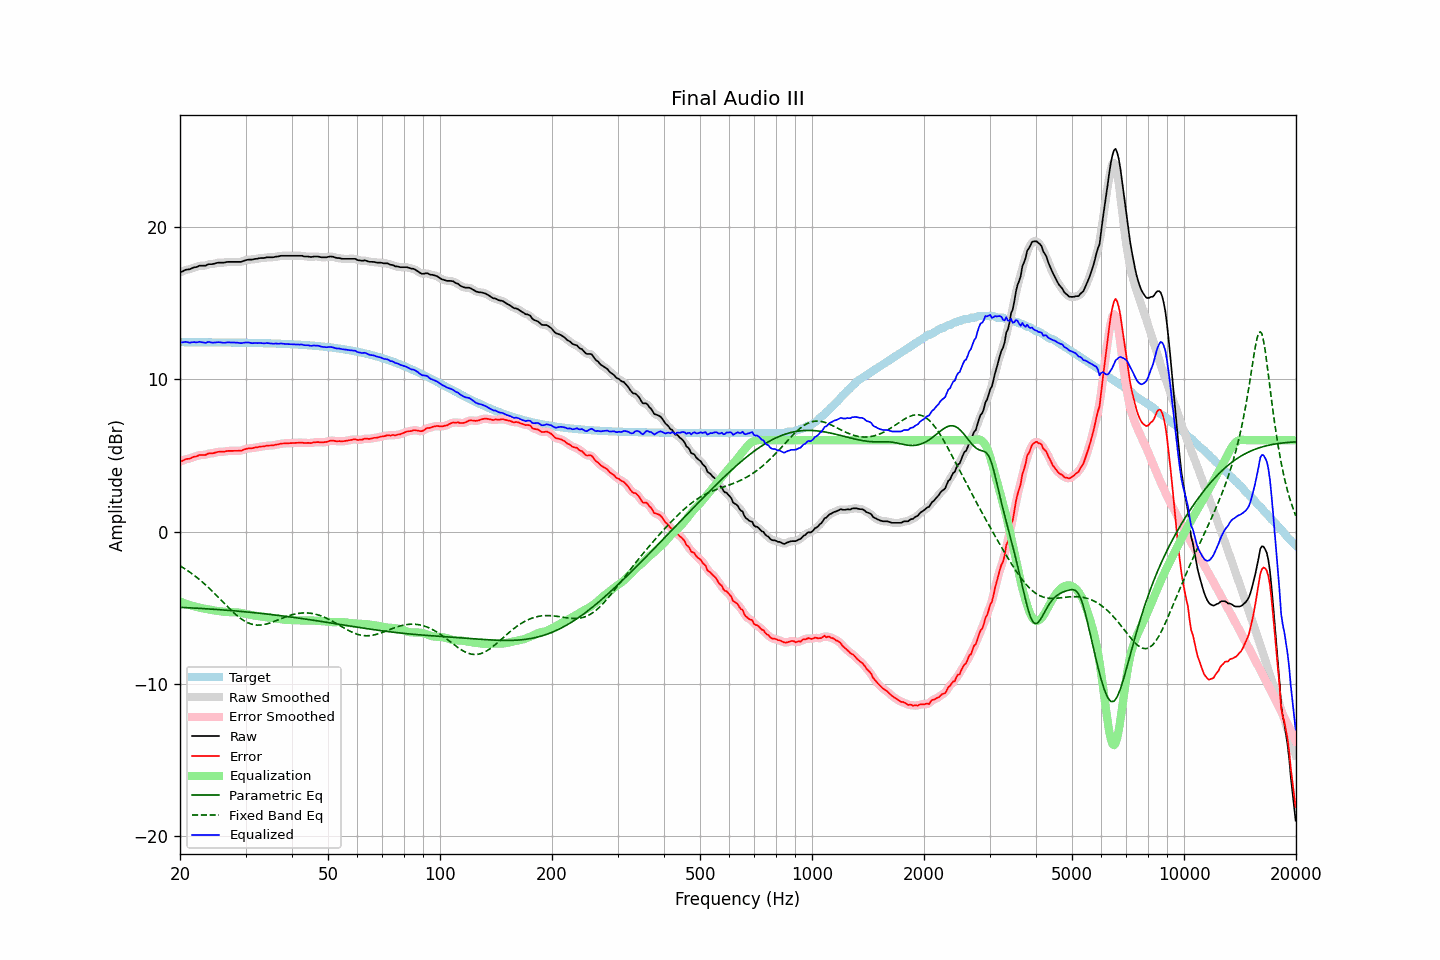 Final Audio III
Amplitude (dBr)
20
10
0
−10
−20
Target
Raw Smoothed
Error Smoothed
Raw
Error
Equalization
Parametric Eq
Fixed Band Eq
Equalized
20 50 100 200 500 1000 2000 5000 10000 20000
Frequency (Hz)